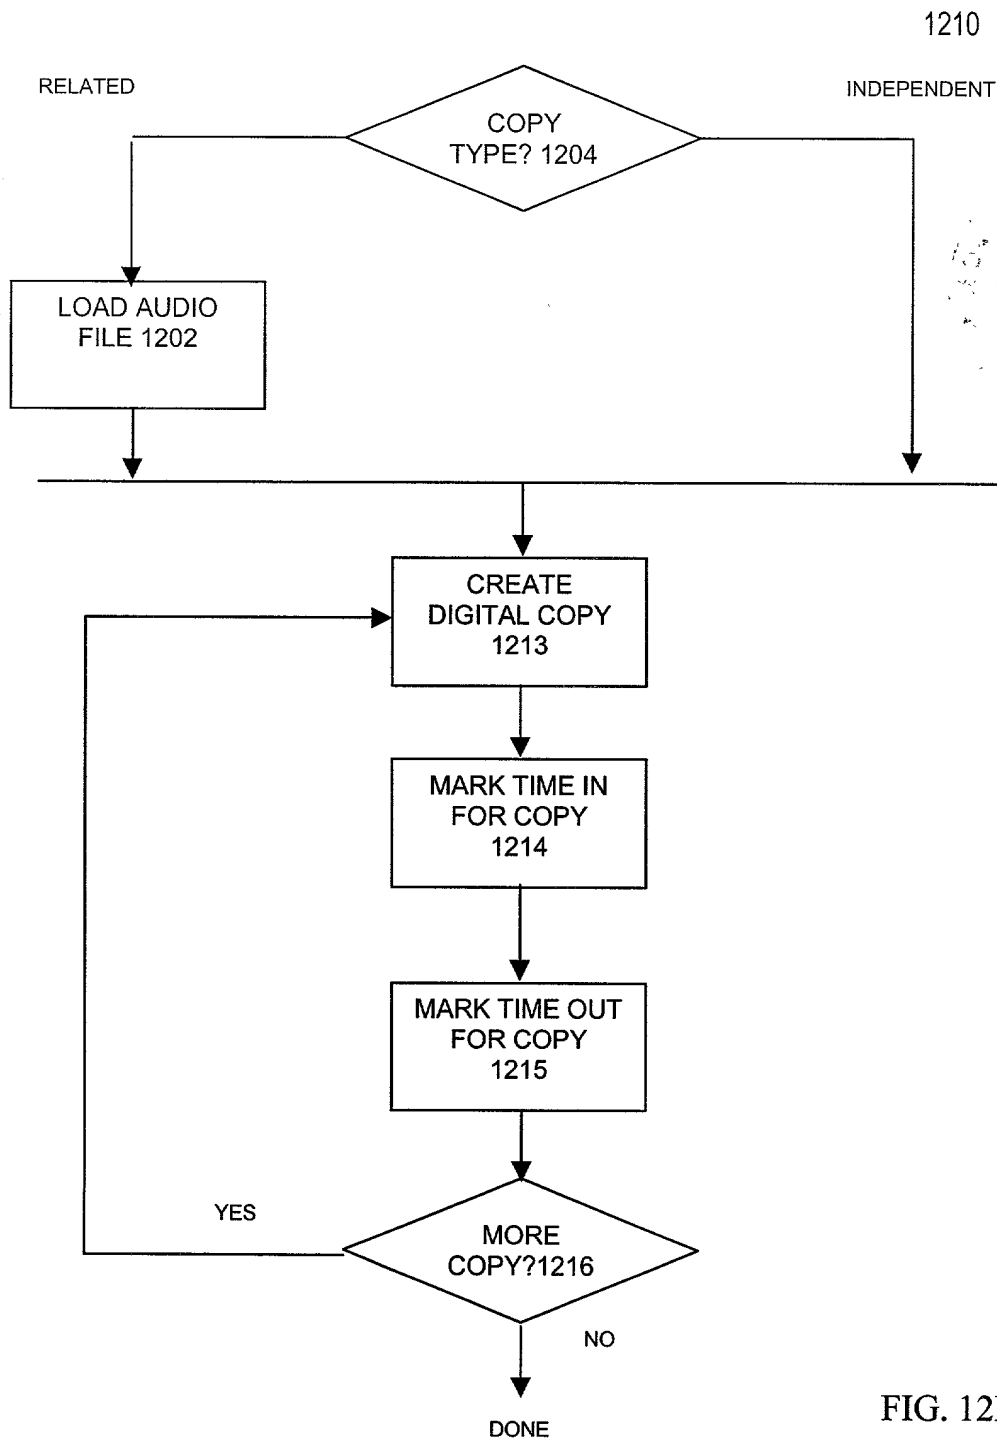 1210
RELATED
INDEPENDENT
COPY
TYPE? 1204
LOAD AUDIO
FILE 1202
CREATE
DIGITAL COPY
1213
MARK TIME IN
FOR COPY
1214
MARK TIME OUT
FOR COPY
1215
YES
MORE
COPY?1216
NO
DONE
FIG.